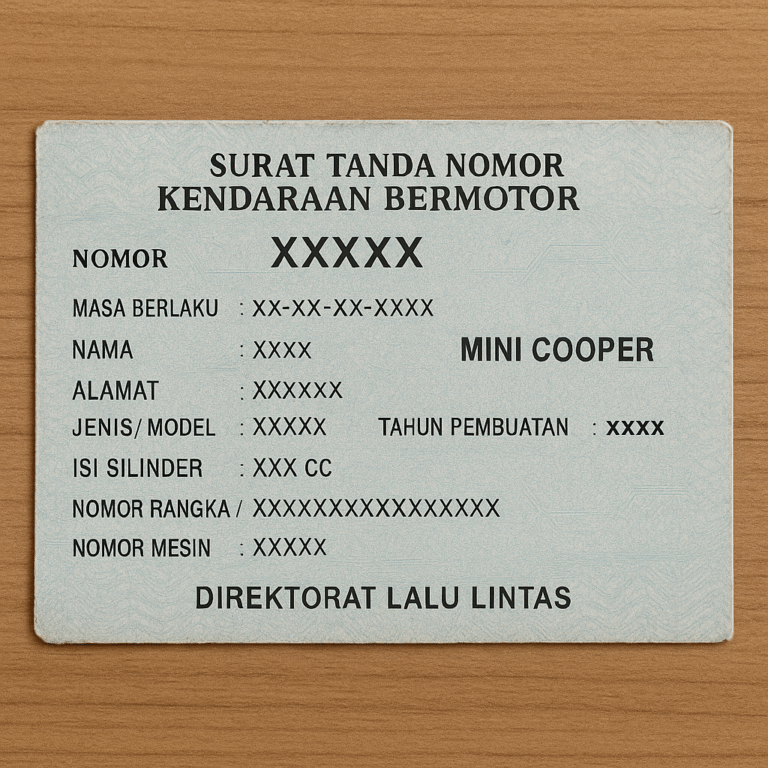 SURAT TANDA NOMOR
KENDARAAN BERMOTOR
NOMOR XXXXX
MASA BERLAKU : XX-XX-XX-XXXX
NAMA : XXXX MINI COOPER
ALAMAT : XXXXXX
JENIS/ MODEL : XXXXX TAHUN PEMBUATAN : XXXX
ISI SILINDER : XXX CC
NOMOR RANGKA / XXXXXXXXXXXXXXXX
NOMOR MESIN : XXXXX
DIREKTORAT LALU LINTAS